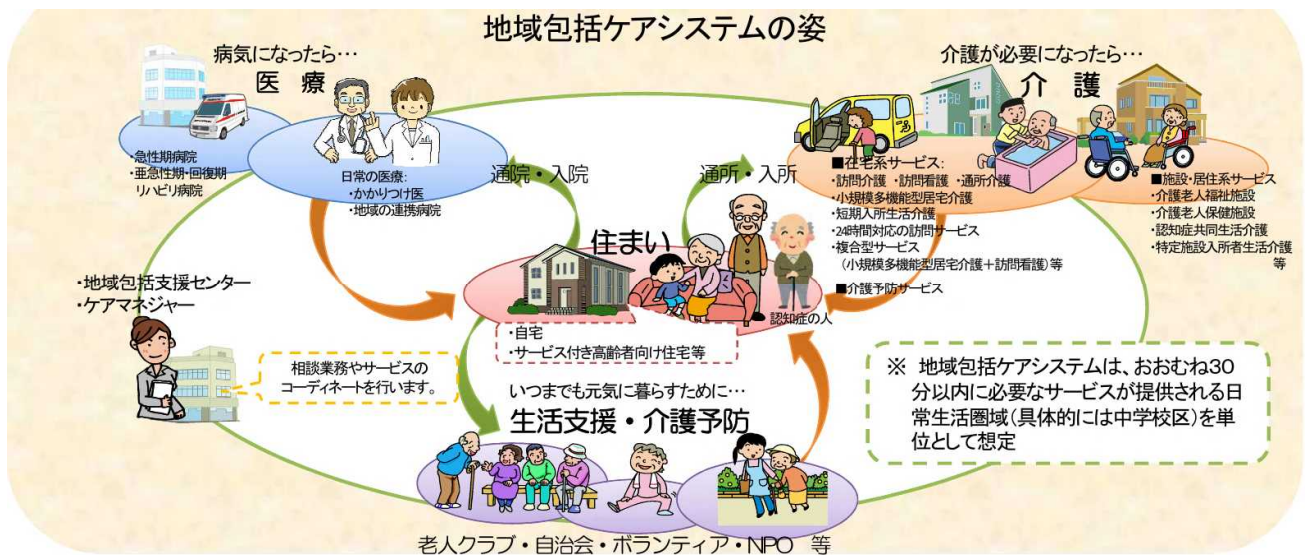 地域包括ケアシステムの姿
病気になったら･･･
医 療
・急性期病院
・亜急性期・回復期
リハビリ病院
日常の医療：
・かかりつけ医
・地域の連携病院
通院・入院
通所・入所
介護が必要になったら･･･
介 護
■在宅系サービス：
・訪問介護 ・訪問看護 ・通所介護
・小規模多機能型居宅介護
・短期入所生活介護
・24時間対応の訪問サービス
・複合型サービス
（小規模多機能型居宅介護＋訪問看護）等
■介護予防サービス
■施設・居住系サービス
・介護老人福祉施設
・介護老人保健施設
・認知症共同生活介護
・特定施設入所者生活介護
等
住まい
認知症の人
・自宅
・サービス付き高齢者向け住宅等
・地域包括支援センター
・ケアマネジャー
相談業務やサービスの
コーディネートを行います。
いつまでも元気に暮らすために･･･
生活支援・介護予防
老人クラブ・自治会・ボランティア・NPO 等
※ 地域包括ケアシステムは、おおむね30
分以内に必要なサービスが提供される日
常生活圏域（具体的には中学校区）を単
位として想定